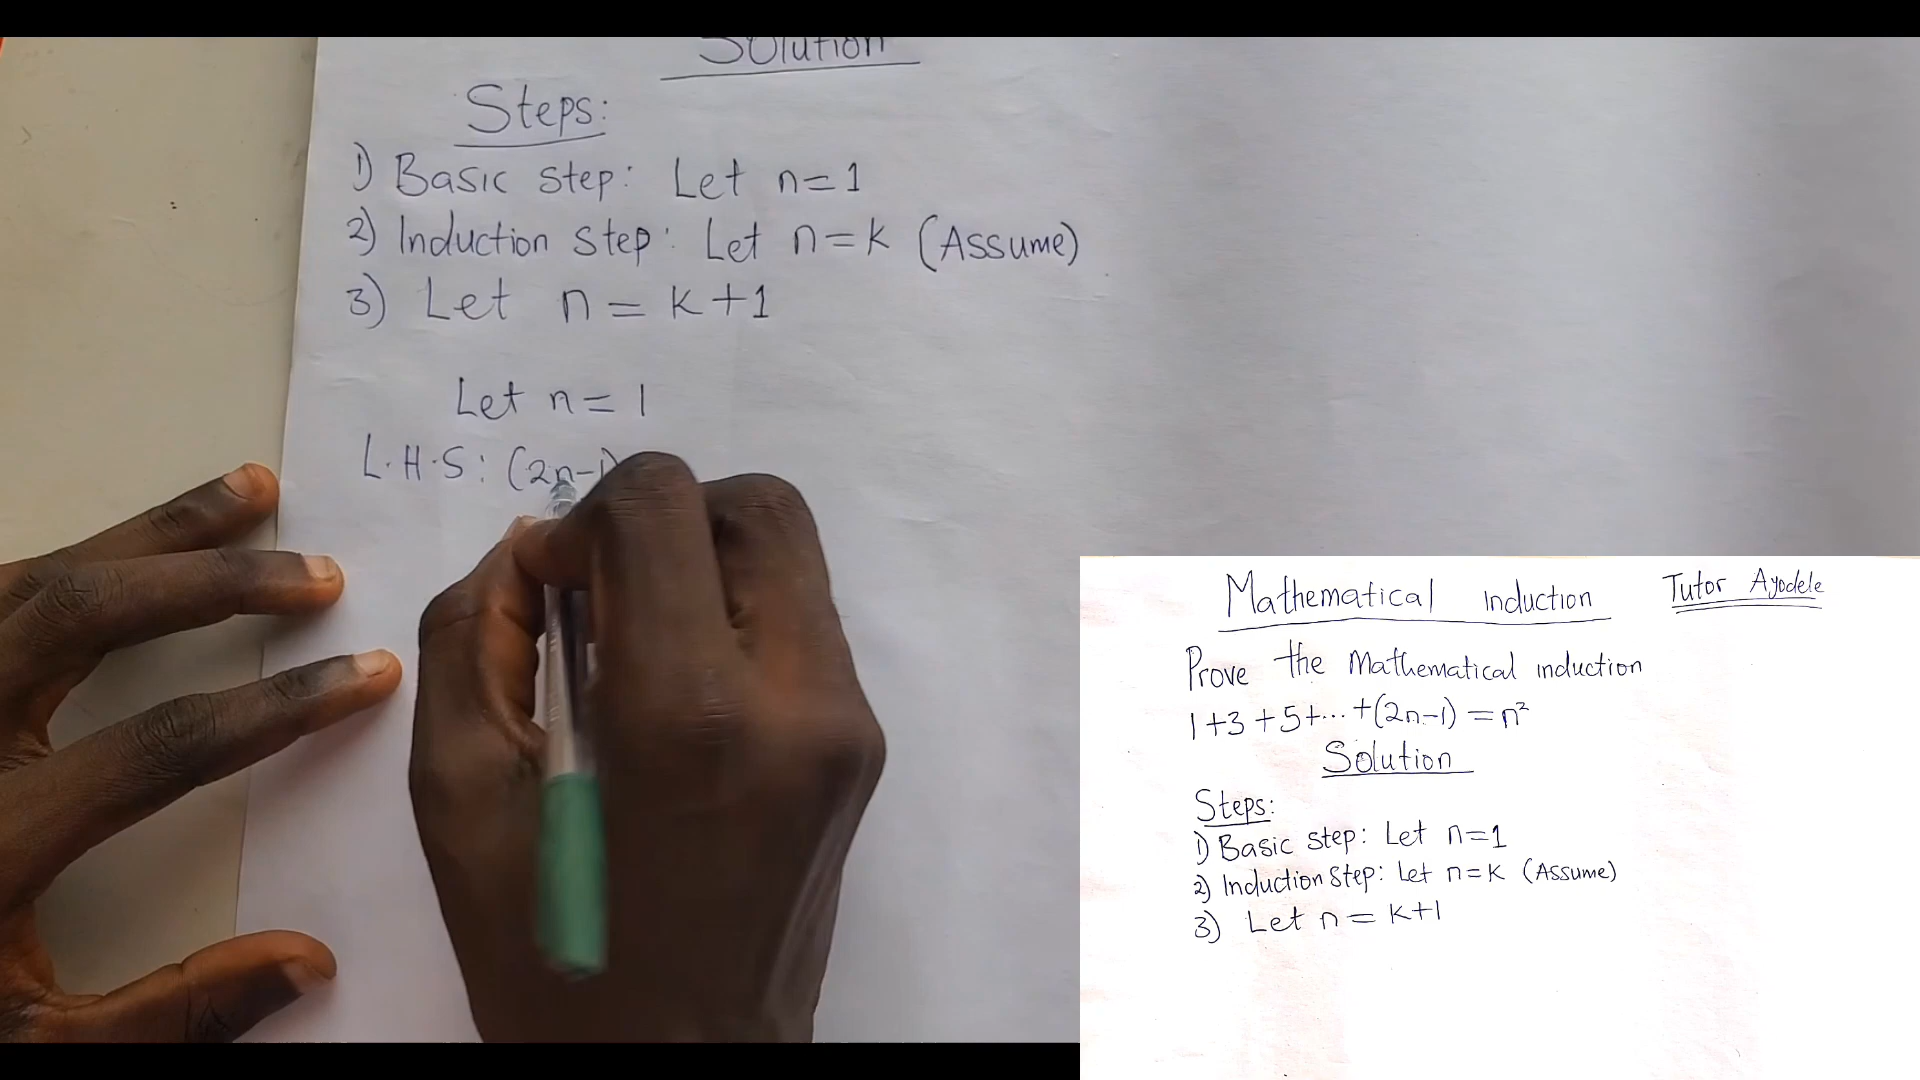 Solution
Steps:
1) Basic step: Let n=1
2) Induction step: Let n=k (Assume)
3) Let n = k+1
Let n = 1
L.H.S: (2n-1)
Mathematical induction
Tutor Ayodele
Prove the Mathematical induction
1+3+5+...+(2n-1) = n²
Solution
Steps:
1) Basic step: Let n=1
2) Induction step: Let n=k (Assume)
3) Let n = k+1